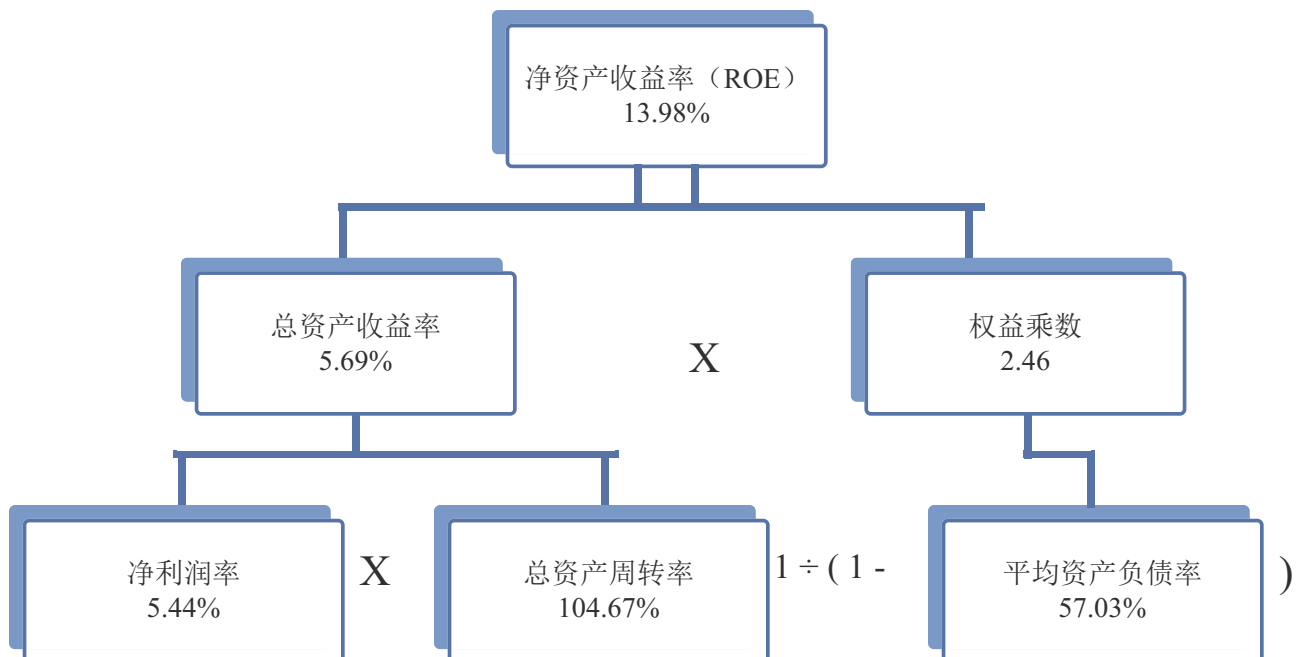 净资产收益率（ROE）
13.98%
总资产收益率
5.69%
X
权益乘数
2.46
净利润率
5.44%
X
总资产周转率
104.67%
1 ÷ ( 1 -
平均资产负债率
57.03%
)